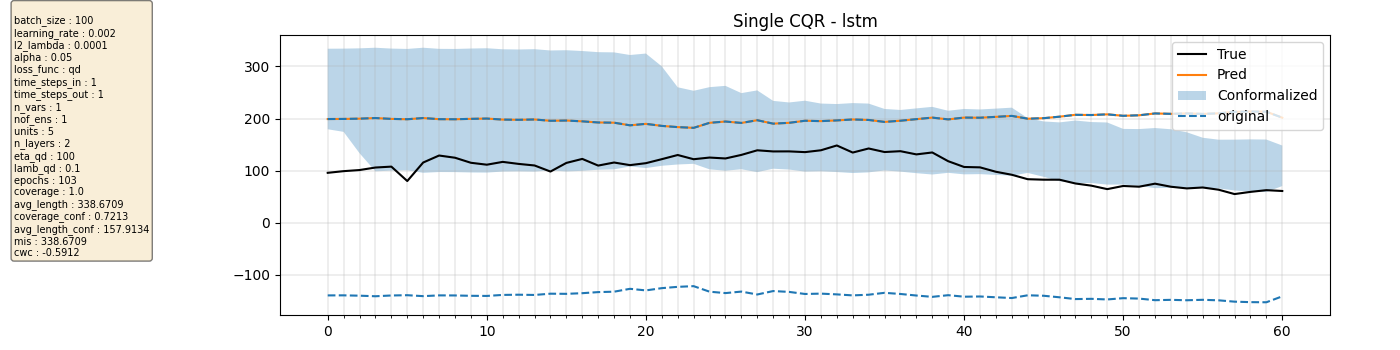 batch_size : 100
learning_rate : 0.002
l2_lambda : 0.0001
alpha : 0.05
loss_func : qd
time_steps_in : 1
time_steps_out : 1
n_vars : 1
nof_ens : 1
units : 5
n_layers : 2
eta_qd : 100
lamb_qd : 0.1
epochs : 103
coverage : 1.0
avg_length : 338.6709
coverage_conf : 0.7213
avg_length_conf : 157.9134
mis : 338.6709
cwc : -0.5912
Single CQR - lstm
300
200
100
0
−100
0 10 20 30 40 50 60
True
Pred
Conformalized
original